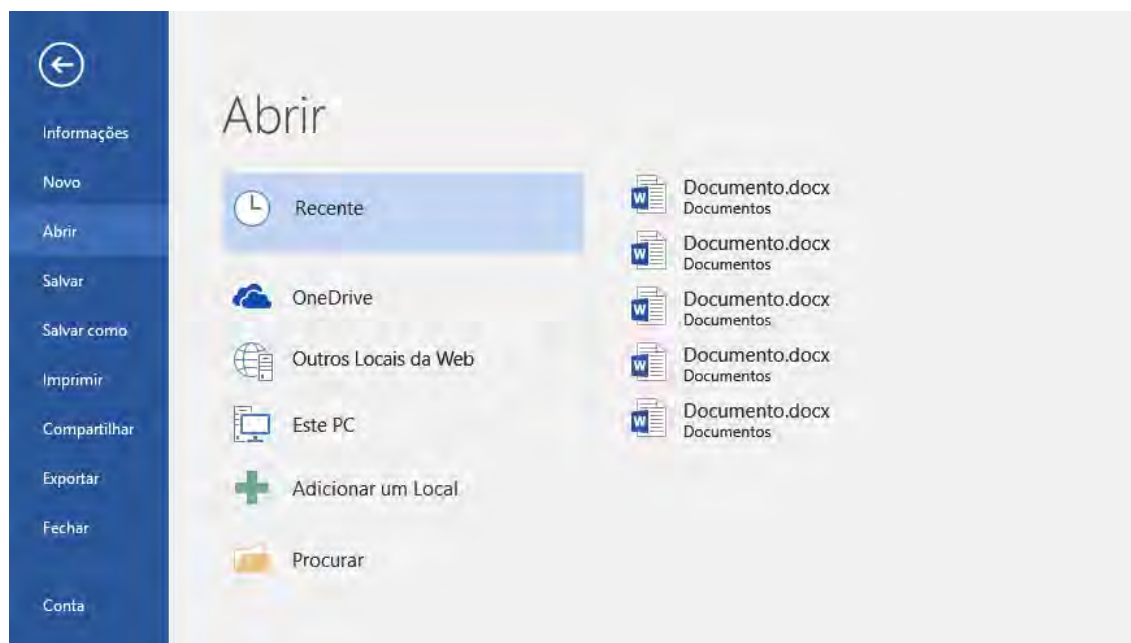 Informações
Novo
Abrir
Salvar
Salvar como
Imprimir
Compartilhar
Exportar
Fechar
Conta
Abrir
Recente
OneDrive
Outros Locais da Web
Este PC
Adicionar um Local
Procurar
Documento.docx
Documentos
Documento.docx
Documentos
Documento.docx
Documentos
Documento.docx
Documentos
Documento.docx
Documentos